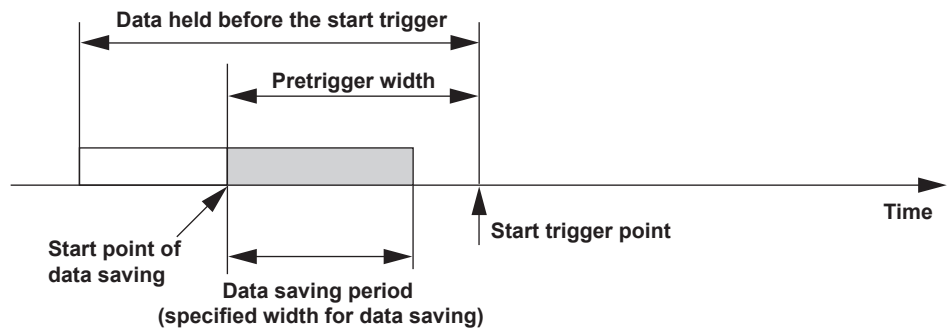 Data held before the start trigger
Pretrigger width
Time
Start trigger point
Start point of
data saving
Data saving period
(specified width for data saving)